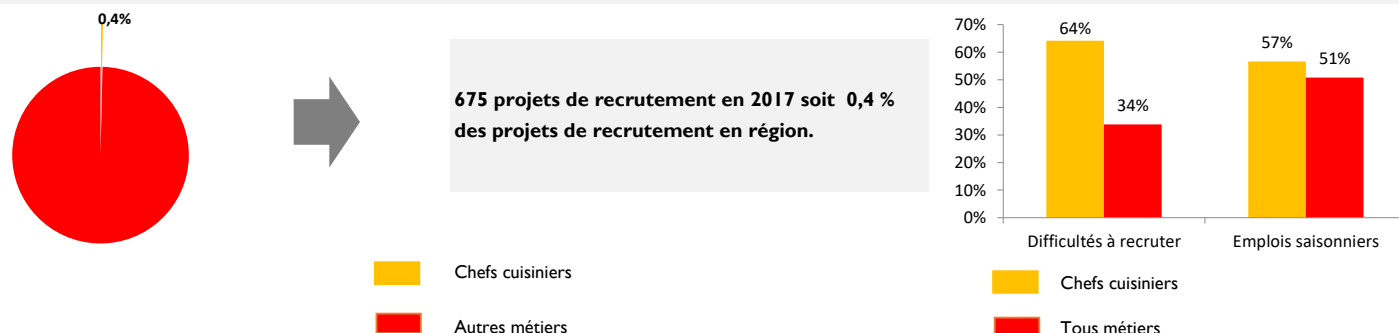 0,4%
675 projets de recrutement en 2017 soit 0,4 %
des projets de recrutement en région.
Chefs cuisiniers
Autres métiers
70%
60%
50%
40%
30%
20%
10%
0%
64%
34%
57%
51%
Difficultés à recruter
Emplois saisonniers
Chefs cuisiniers
Tous métiers